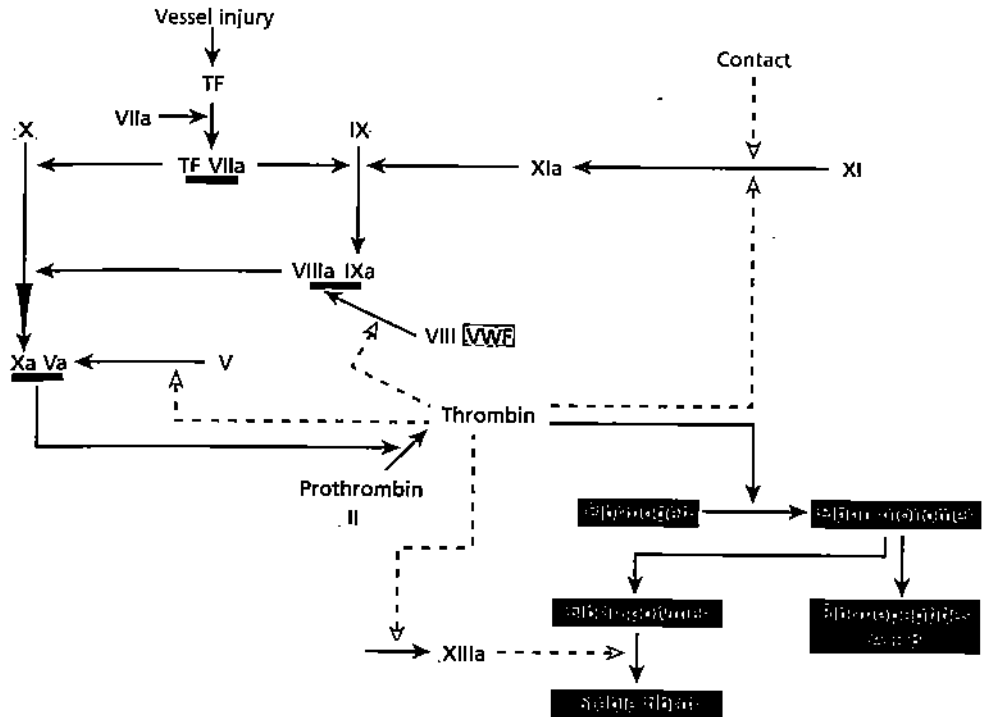 Vessel injury
TF
Contact
VIIa
X
IX
TF VIIa
XIa
XI
VIIIa IXa
VIII VWF
Xa Va
V
Thrombin
Prothrombin
II
Fibrinogen
XIIIa